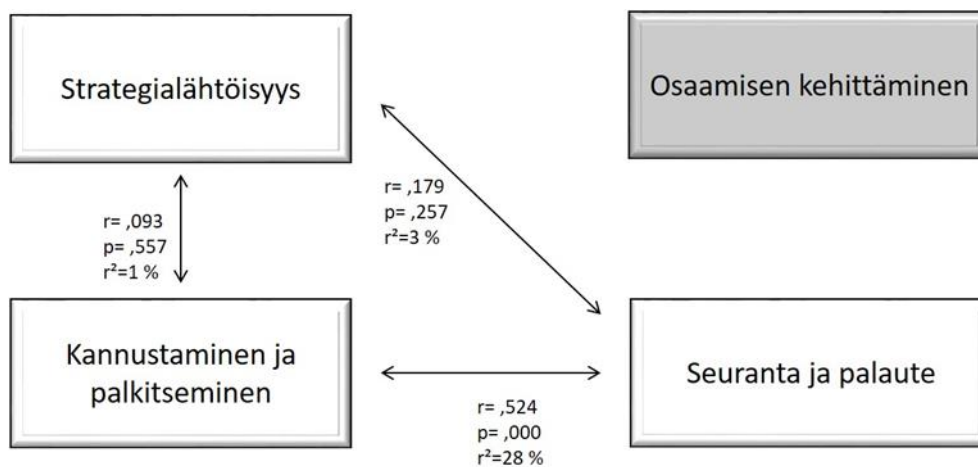 Strategialähtöisyys
Osaamisen kehittäminen
r= ,179
p= ,257
r²=3 %
r= ,093
p= ,557
r²=1 %
Kannustaminen ja
palkitseminen
Seuranta ja palaute
r= ,524
p= ,000
r²=28 %